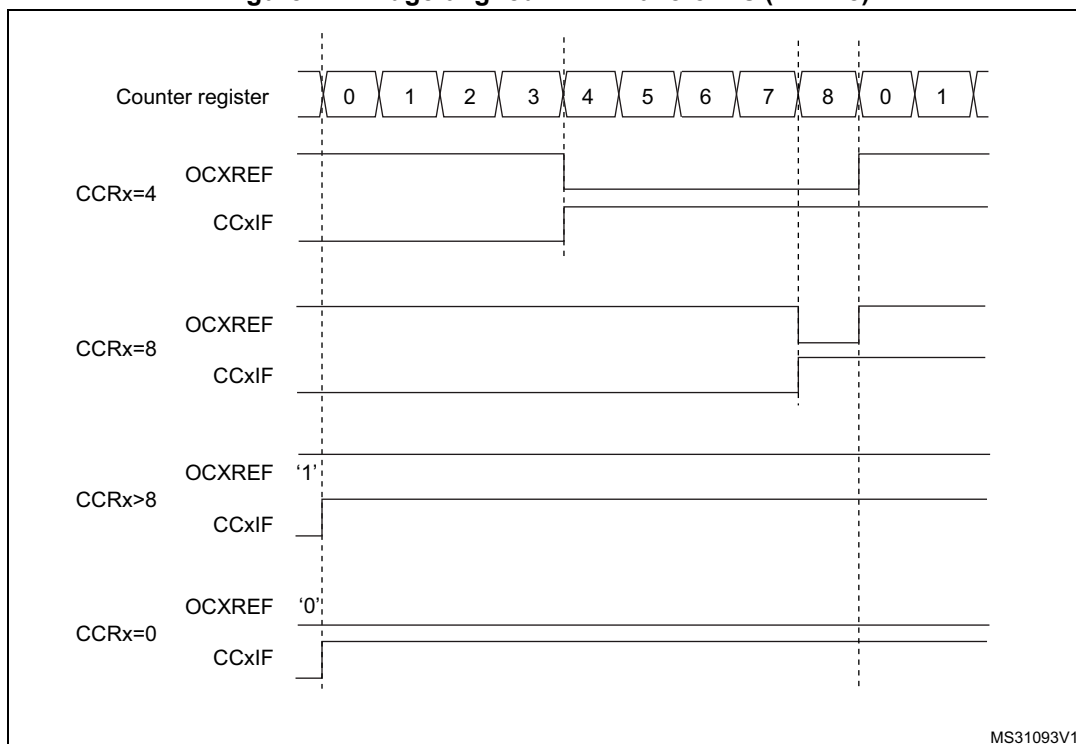 Counter register 0 1 2 3 4 5 6 7 8 0 1
CCRx=4
OCXREF
CCxIF
CCRx=8
OCXREF
CCxIF
CCRx>8
OCXREF '1'
CCxIF
CCRx=0
OCXREF '0'
CCxIF
MS31093V1